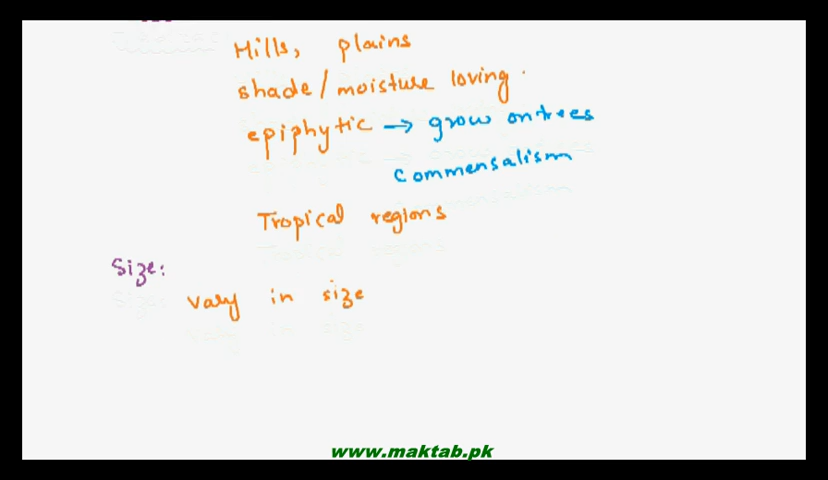 Hills, plains
shade/moisture loving.
epiphytic → grow on trees
Commensalism
Tropical regions
Size:
vary in size
www.maktab.pk